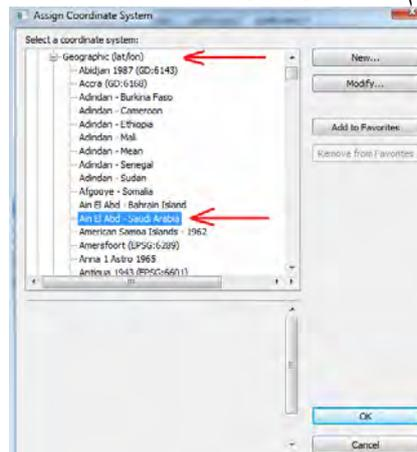 Assign Coordinate System
Select a coordinate system:
Geographic (lat/lon)
Abidjan 1987 (GD:6143)
Accra (GD:6168)
Adindan - Burkina Faso
Adindan - Cameroon
Adindan - Ethiopia
Adindan - Mali
Adindan - Mean
Adindan - Senegal
Adindan - Sudan
Afgooye - Somalia
Ain El Abd - Bahrain Island
Ain El Abd - Saudi Arabia
American Samoa Islands - 1962
Amersfoort (EPSG:6289)
Anna 1 Astro 1965
Antigua 1943 (EPSG:6601)
New...
Modify...
Add to Favorites
Remove from Favorites
OK
Cancel